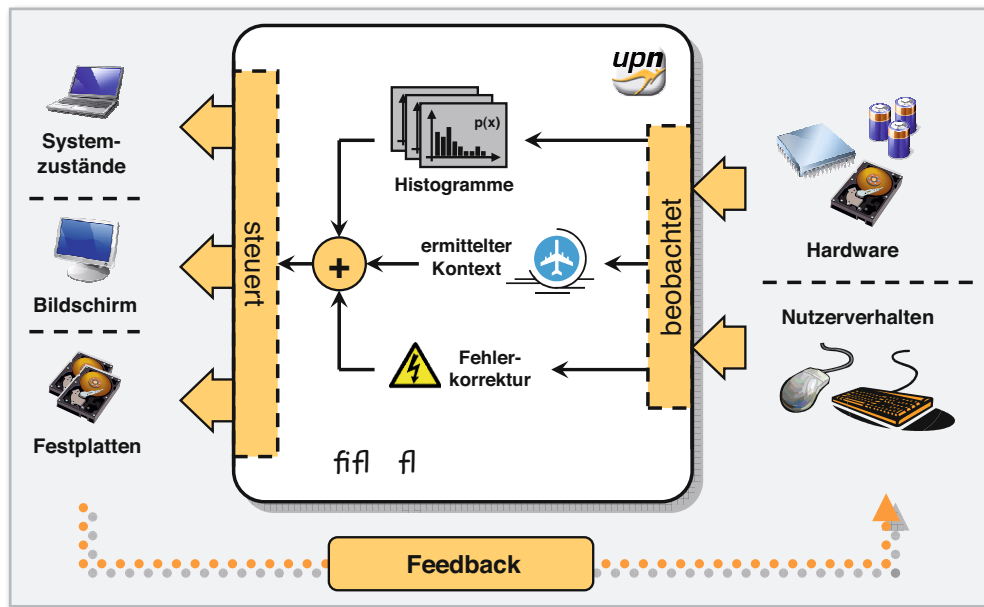 upn
System-
zustände
Bildschirm
Festplatten
steuert
p(x)
Histogramme
+
ermittelter
Kontext
Fehler-
korrektur
fifl fl
beobachtet
Hardware
Nutzerverhalten
Feedback